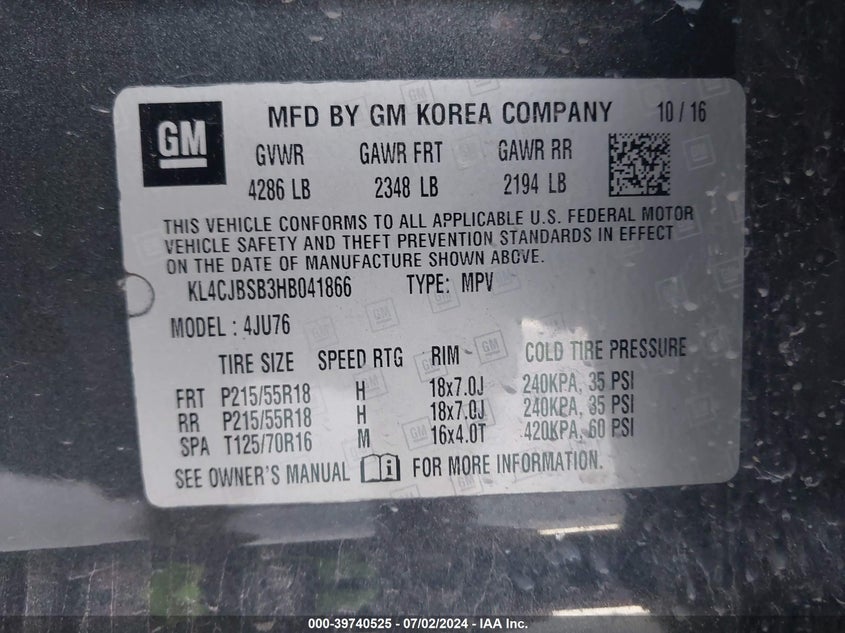 GM
MFD BY GM KOREA COMPANY 10 / 16
GVWR GAWR FRT GAWR RR
4286 LB 2348 LB 2194 LB
THIS VEHICLE CONFORMS TO ALL APPLICABLE U.S. FEDERAL MOTOR
VEHICLE SAFETY AND THEFT PREVENTION STANDARDS IN EFFECT
ON THE DATE OF MANUFACTURE SHOWN ABOVE.
KL4CJBSB3HB041866 TYPE: MPV
MODEL : 4JU76
TIRE SIZE SPEED RTG RIM COLD TIRE PRESSURE
FRT P215/55R18 H 18x7.0J 240KPA, 35 PSI
RR P215/55R18 H 18x7.0J 240KPA, 35 PSI
SPA T125/70R16 M 16x4.0T 420KPA, 60 PSI
SEE OWNER'S MANUAL FOR MORE INFORMATION.
000-39740525 - 07/02/2024 - IAA Inc.